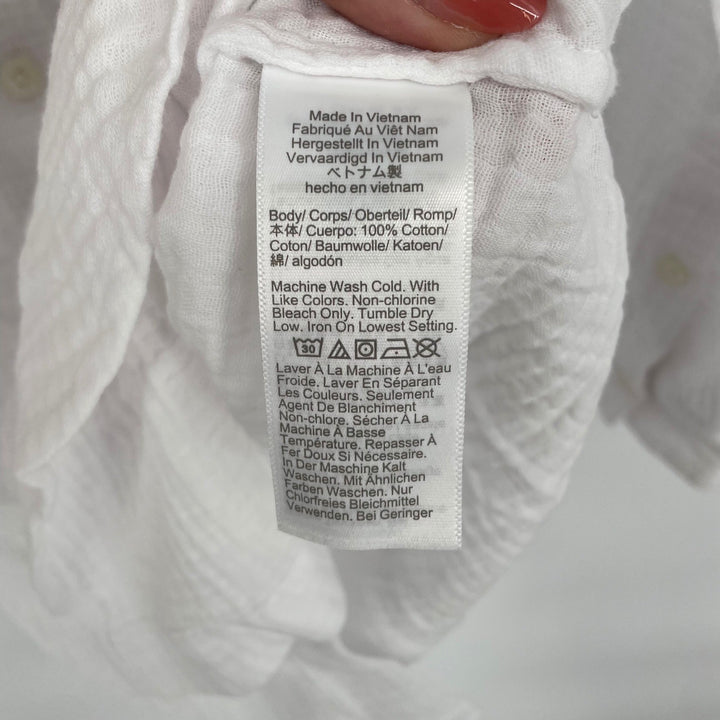 Made In Vietnam
Fabriqué Au Viêt Nam
Hergestellt In Vietnam
Vervaardigd In Vietnam
ベトナム製
hecho en vietnam
Body/ Corps/ Oberteil/ Romp/
本体/ Cuerpo: 100% Cotton/
Coton/ Baumwolle/ Katoen/
綿/ algodón
Machine Wash Cold. With
Like Colors. Non-chlorine
Bleach Only. Tumble Dry
Low. Iron On Lowest Setting.
30
Laver À La Machine À L'eau
Froide. Laver En Séparant
Les Couleurs. Seulement
Agent De Blanchiment
Non-chlore. Sécher À La
Machine À Basse
Température. Repasser À
Fer Doux Si Nécessaire.
In Der Maschine Kalt
Waschen. Mit Ähnlichen
Farben Waschen. Nur
Chlorfreies Bleichmittel
Verwenden. Bei Geringer